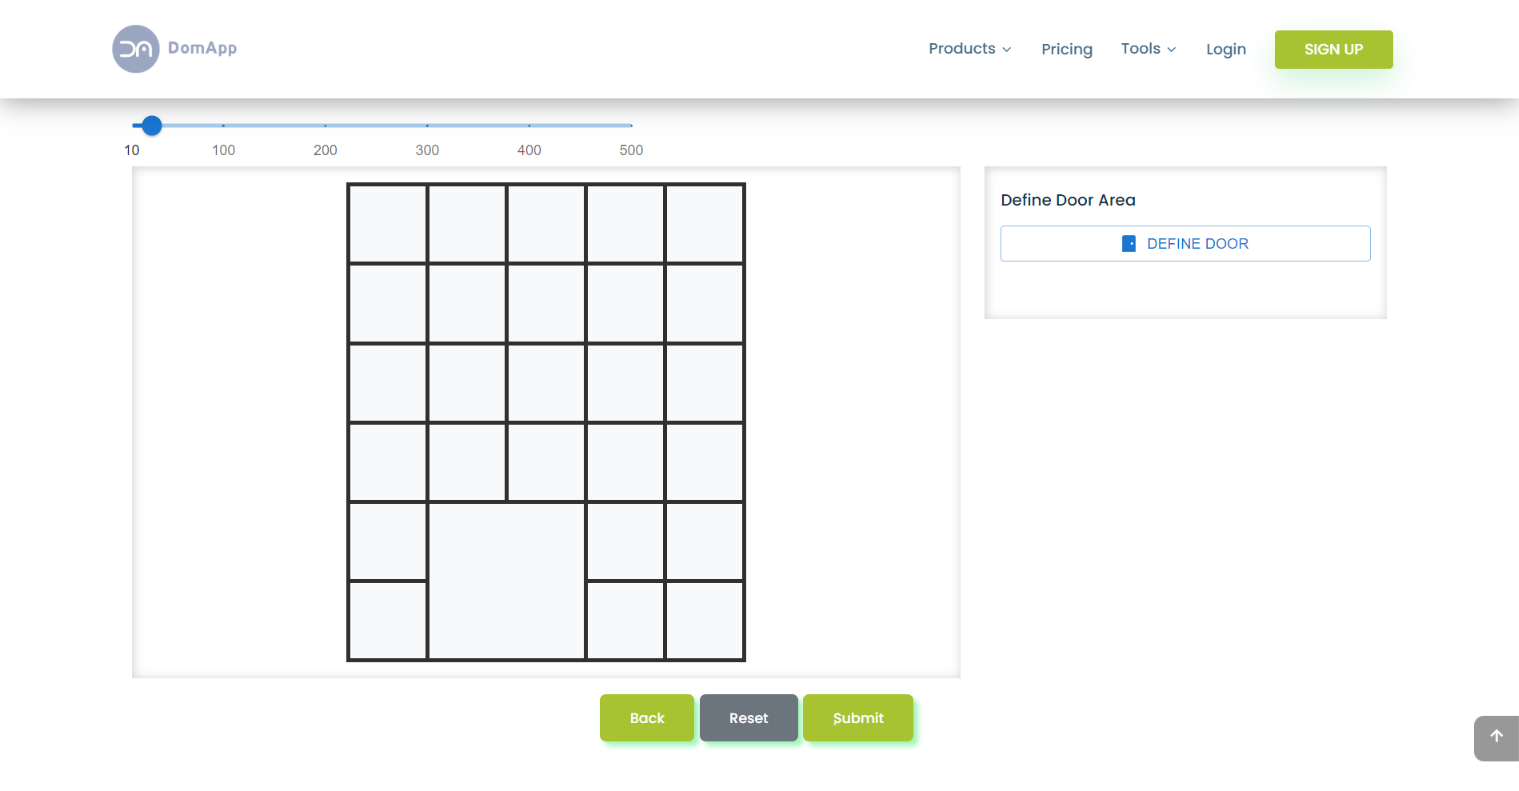 DomApp
Products Pricing Tools Login SIGN UP
10 100 200 300 400 500
Define Door Area
DEFINE DOOR
Back Reset Submit